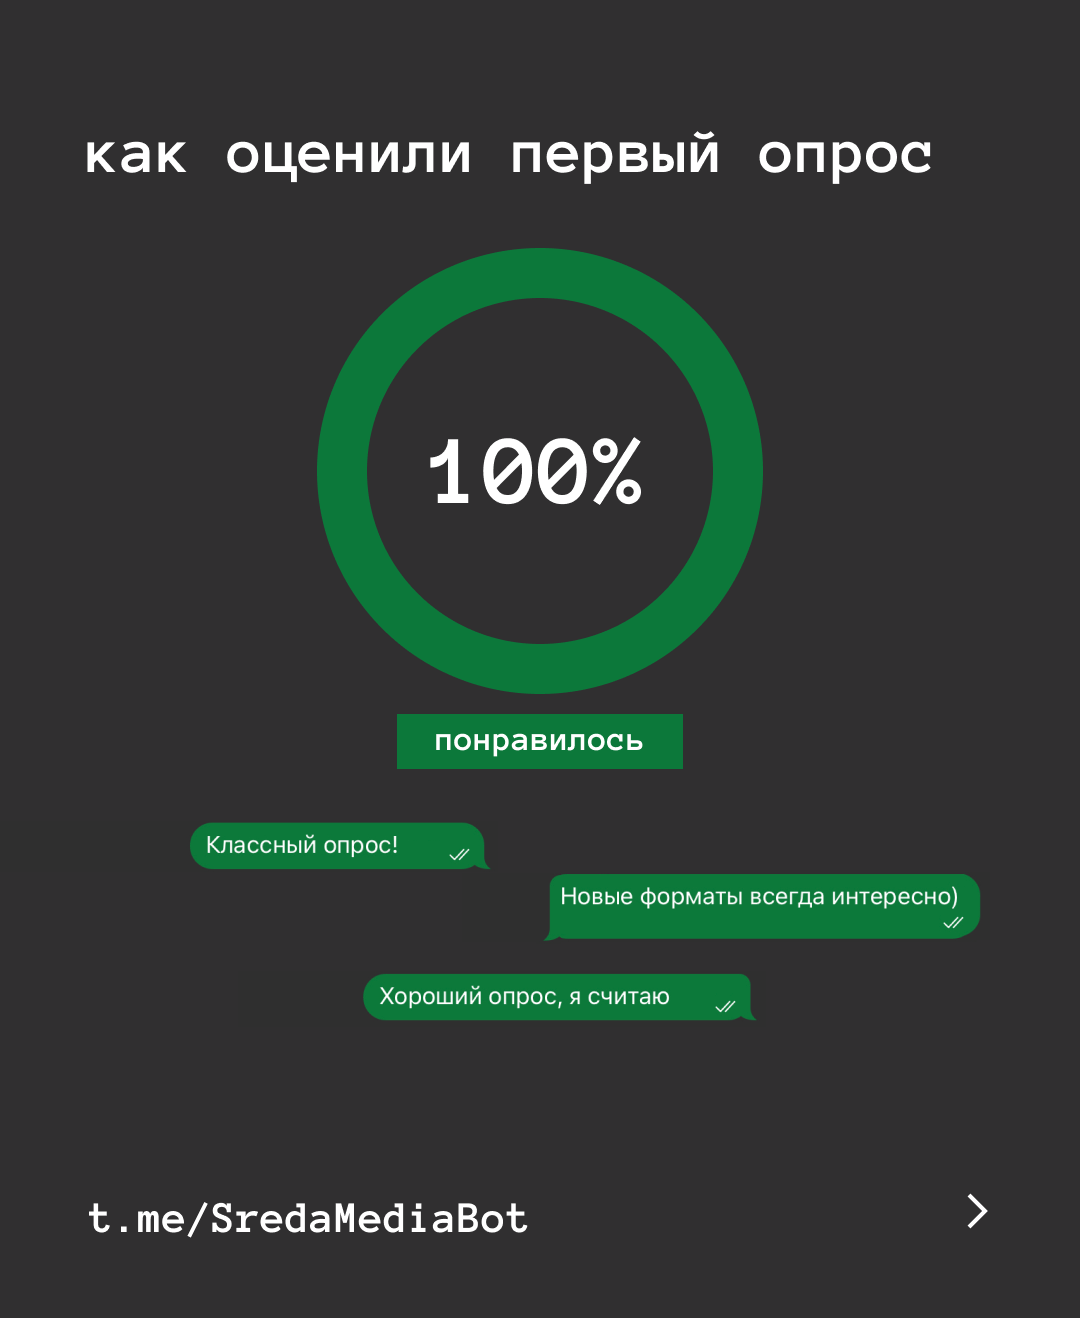 как оценили первый опрос
100%
понравилось
Классный опрос!
Новые форматы всегда интересно)
Хороший опрос, я считаю
t.me/SredaMediaBot